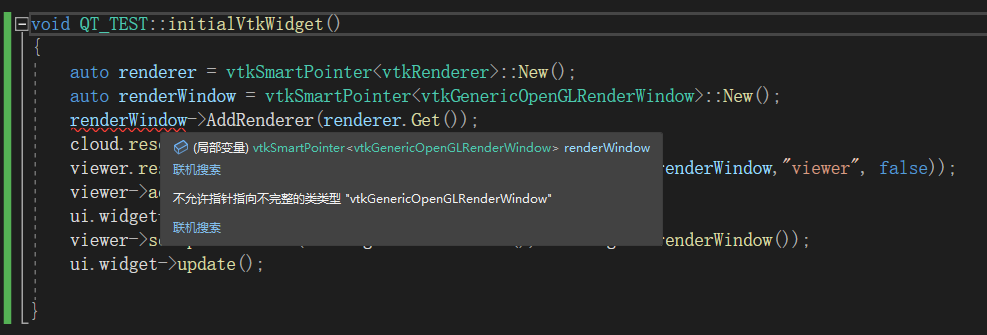 void QT_TEST::initialVtkWidget()
{
auto renderer = vtkSmartPointer<vtkRenderer>::New();
auto renderWindow = vtkSmartPointer<vtkGenericOpenGLRenderWindow>::New();
renderWindow->AddRenderer(renderer.Get());
cloud.rese
(局部变量) vtkSmartPointer<vtkGenericOpenGLRenderWindow> renderWindow
联机搜索
不允许指针指向不完整的类类型 "vtkGenericOpenGLRenderWindow"
联机搜索
viewer.res renderWindow,"viewer", false));
viewer->a
ui.widget-
viewer->se renderWindow());
ui.widget->update();
}